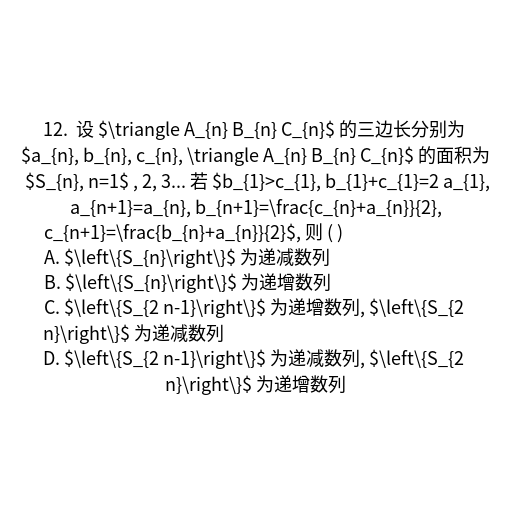 12. 设 $\triangle A_{n} B_{n} C_{n}$ 的三边长分别为
$a_{n}, b_{n}, c_{n}, \triangle A_{n} B_{n} C_{n}$ 的面积为
$S_{n}, n=1$ , 2, 3... 若 $b_{1}>c_{1}, b_{1}+c_{1}=2 a_{1},
a_{n+1}=a_{n}, b_{n+1}=\frac{c_{n}+a_{n}}{2},
c_{n+1}=\frac{b_{n}+a_{n}}{2}$, 则 ( )
A. $\left\{S_{n}\right\}$ 为递减数列
B. $\left\{S_{n}\right\}$ 为递增数列
C. $\left\{S_{2 n-1}\right\}$ 为递增数列, $\left\{S_{2
n}\right\}$ 为递减数列
D. $\left\{S_{2 n-1}\right\}$ 为递减数列, $\left\{S_{2
n}\right\}$ 为递增数列